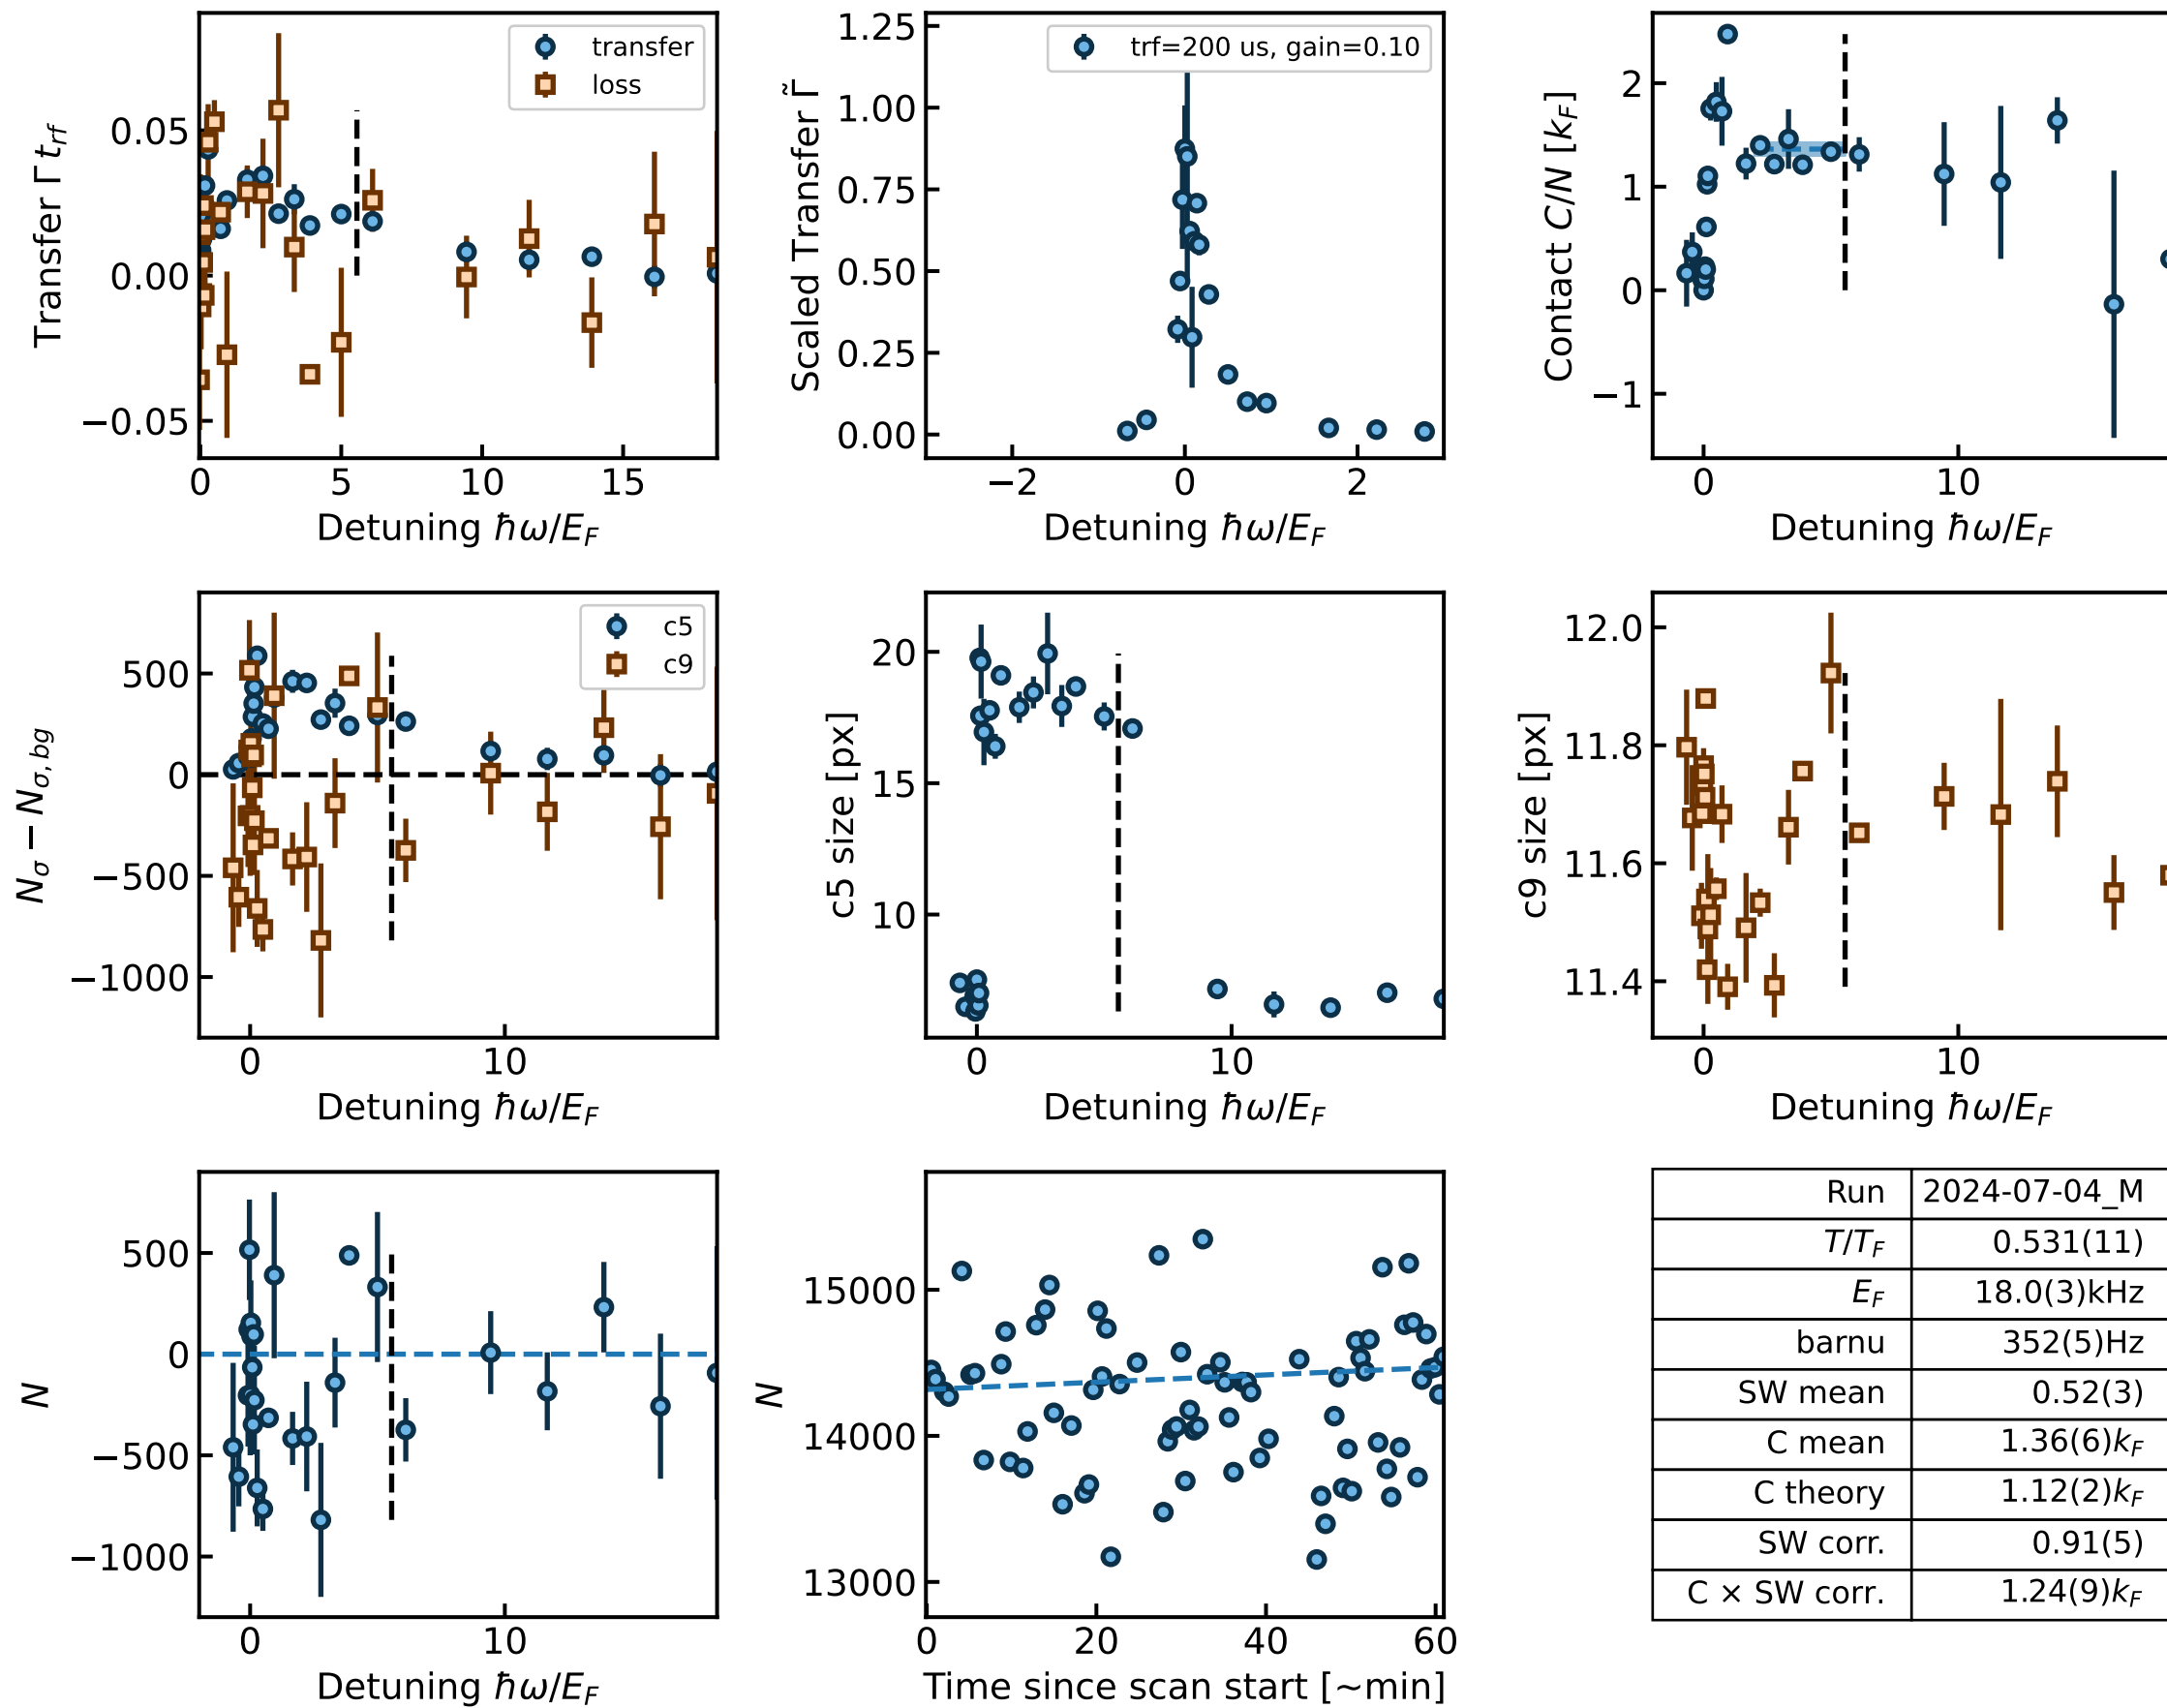 transfer
loss
0.05
0.00
−0.05
Transfer Γ t_rf
0 5 10 15
Detuning ħω/E_F
trf=200 us, gain=0.10
1.25
1.00
0.75
0.50
0.25
0.00
Scaled Transfer Γ̃
−2 0 2
Detuning ħω/E_F
2
1
0
−1
Contact C/N [k_F]
0 10
Detuning ħω/E_F
c5
c9
500
0
−500
−1000
N_σ − N_σ,bg
0 10
Detuning ħω/E_F
20
15
10
c5 size [px]
0 10
Detuning ħω/E_F
12.0
11.8
11.6
11.4
c9 size [px]
0 10
Detuning ħω/E_F
500
0
−500
−1000
N
0 10
Detuning ħω/E_F
15000
14000
13000
N
0 20 40 60
Time since scan start [~min]
Run 2024-07-04_M
T/T_F 0.531(11)
E_F 18.0(3)kHz
barnu 352(5)Hz
SW mean 0.52(3)
C mean 1.36(6)k_F
C theory 1.12(2)k_F
SW corr. 0.91(5)
C × SW corr. 1.24(9)k_F